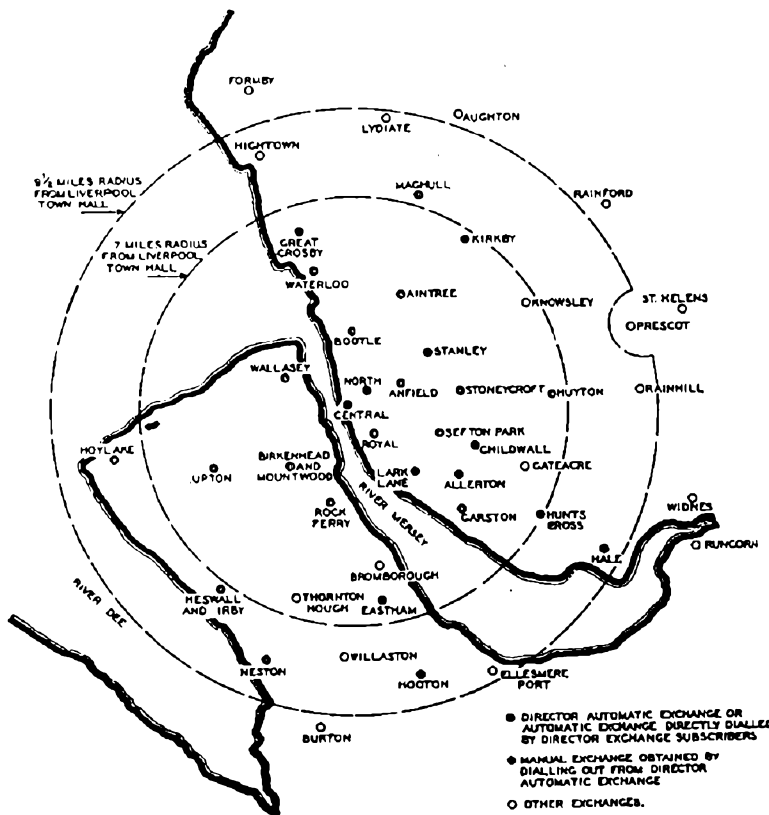 FORMBY
LYDIATE
AUGHTON
HIGHTOWN
9½ MILES RADIUS
FROM LIVERPOOL
TOWN HALL
MAGHULL
RAINFORD
7 MILES RADIUS
FROM LIVERPOOL
TOWN HALL
GREAT
CROSBY
KIRKBY
WATERLOO
AINTREE
KNOWSLEY
ST. HELENS
PRESCOT
BOOTLE
STANLEY
WALLASEY
NORTH
ANFIELD
STONEYCROFT
HUYTON
RAINHILL
CENTRAL
ROYAL
SEFTON PARK
CHILDWALL
HOYLAKE
UPTON
BIRKENHEAD
AND
MOUNTWOOD
LARK
LANE
ALLERTON
GATEACRE
ROCK
FERRY
RIVER MERSEY
GARSTON
HUNTS
CROSS
WIDNES
HALE
RUNCORN
BROMBOROUGH
RIVER DEE
HESWALL
AND IRBY
THORNTON
HOUGH
EASTHAM
NESTON
WILLASTON
HOOTON
ELLESMERE
PORT
BURTON
DIRECTOR AUTOMATIC EXCHANGE OR
AUTOMATIC EXCHANGE DIRECTLY DIALLED
BY DIRECTOR EXCHANGE SUBSCRIBERS
MANUAL EXCHANGE OBTAINED BY
DIALLING OUT FROM DIRECTOR
AUTOMATIC EXCHANGE
OTHER EXCHANGES.